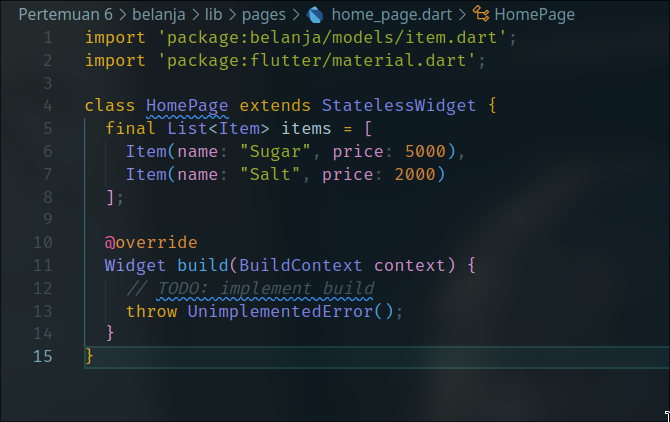 Pertemuan 6 > belanja > lib > pages > home_page.dart > HomePage
1 import 'package:belanja/models/item.dart';
2 import 'package:flutter/material.dart';
3
4 class HomePage extends StatelessWidget {
5   final List<Item> items = [
6     Item(name: "Sugar", price: 5000),
7     Item(name: "Salt", price: 2000)
8   ];
9
10   @override
11   Widget build(BuildContext context) {
12     // TODO: implement build
13     throw UnimplementedError();
14   }
15 }